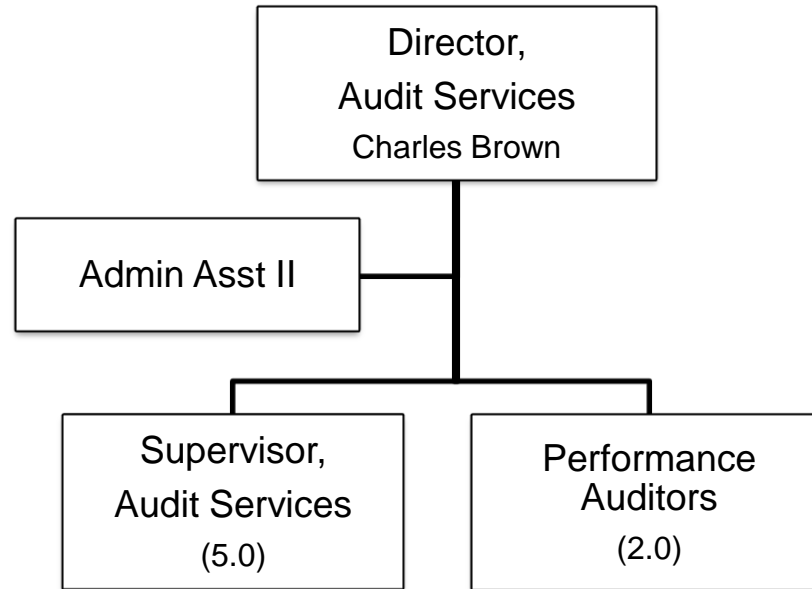 Director,
Audit Services
Charles Brown
Admin Asst II
Supervisor,
Audit Services
(5.0)
Performance
Auditors
(2.0)